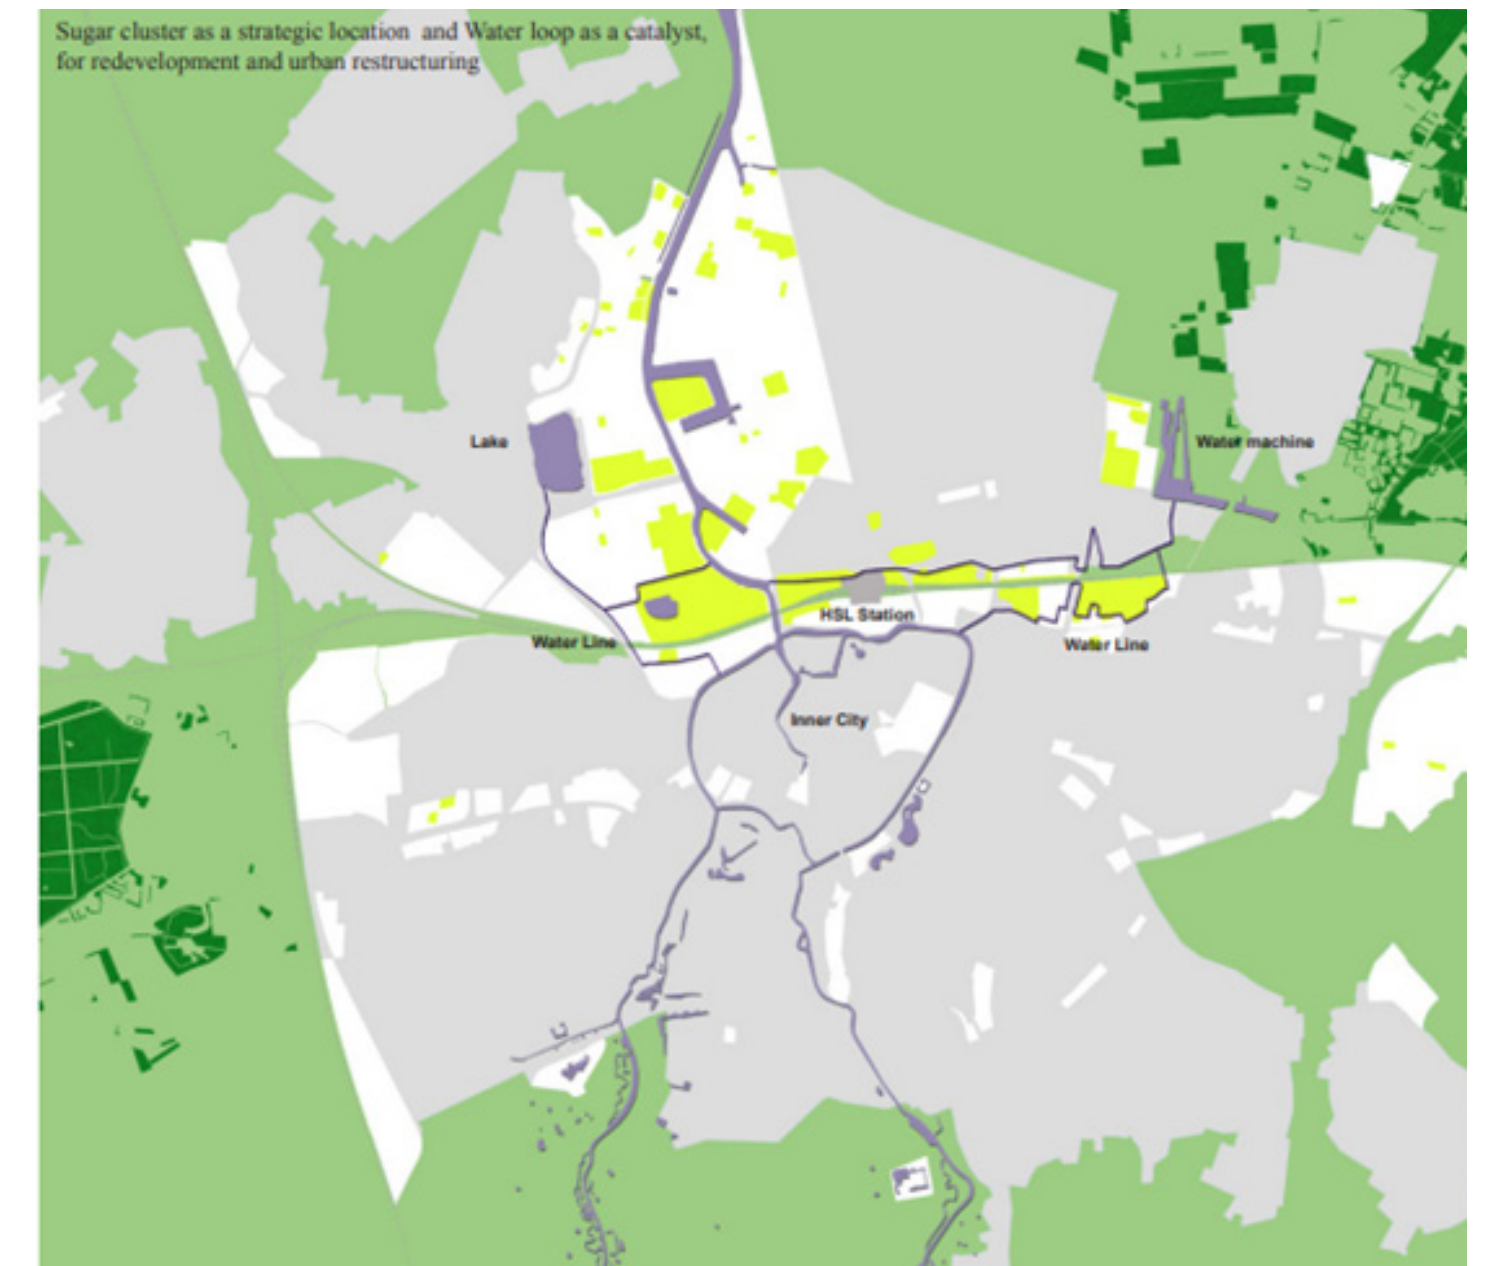 Sugar cluster as a strategic location and Water loop as a catalyst,
for redevelopment and urban restructuring
Lake
Water machine
HSL Station
Water Line
Water Line
Inner City